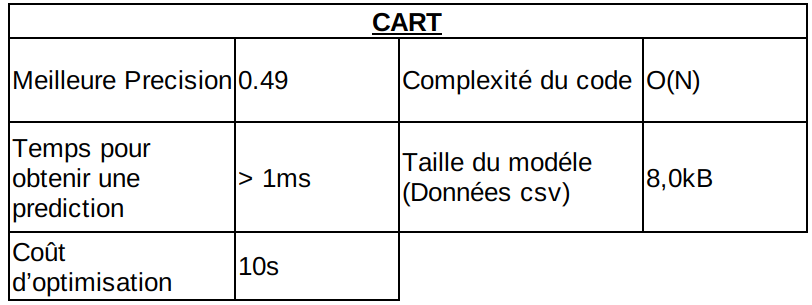 CART
Meilleure Precision 0.49 Complexité du code O(N)
Temps pour
obtenir une
prediction
> 1ms
Taille du modéle
(Données csv)
8,0kB
Coût
d’optimisation
10s